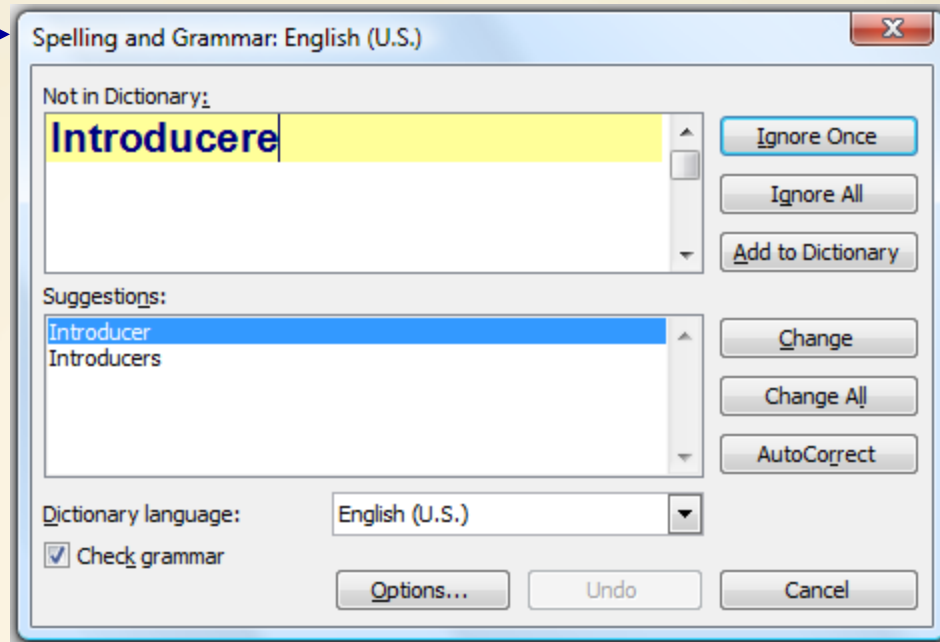 Spelling and Grammar: English (U.S.)
Not in Dictionary:
Introducere
Ignore Once
Ignore All
Add to Dictionary
Suggestions:
Introducer
Introducers
Change
Change All
AutoCorrect
Dictionary language:
English (U.S.)
Check grammar
Options...
Undo
Cancel